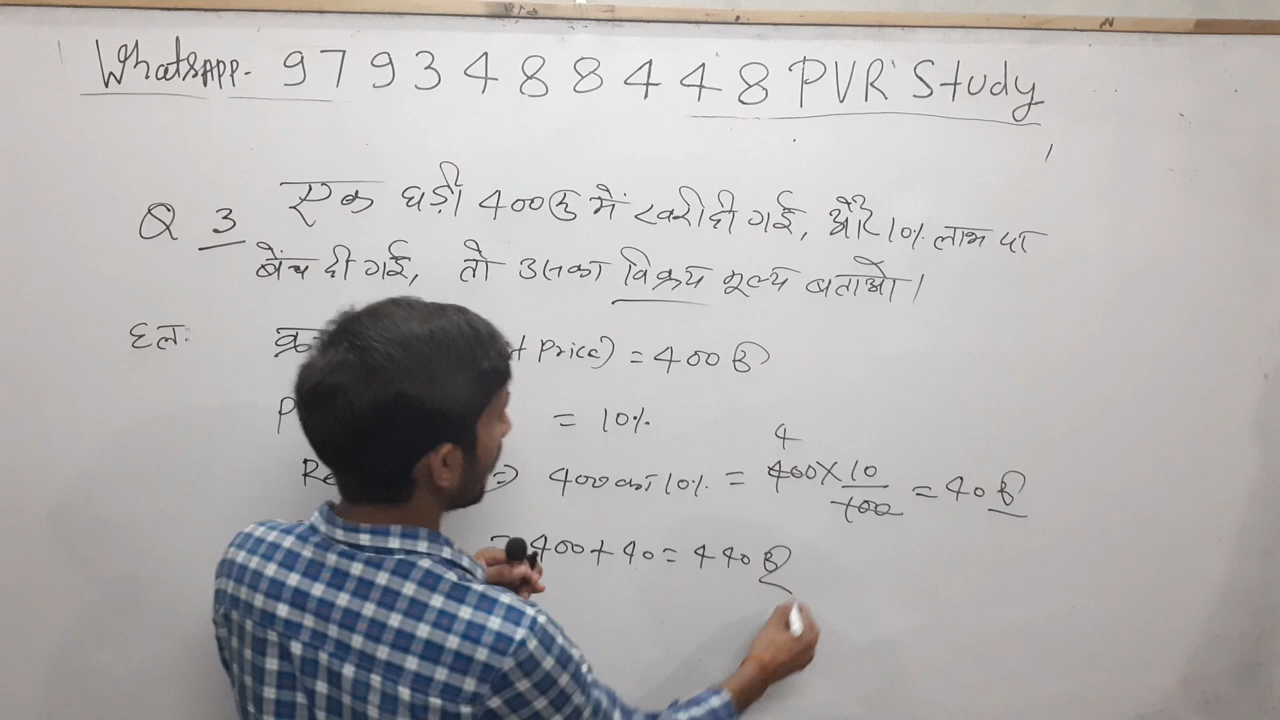 WhatsAPP. 9793488448 PVR Study
Q 3 एक घड़ी 400रु में खरीदी गई, और 10% लाभ पर
बेंच दी गई, तो उसका विक्रय मूल्य बताओ।
हल: Price) = 400रु
= 10%
⇒ 400 का 10% = 400×10/100 = 40रु
4
= 400+40 = 440रु